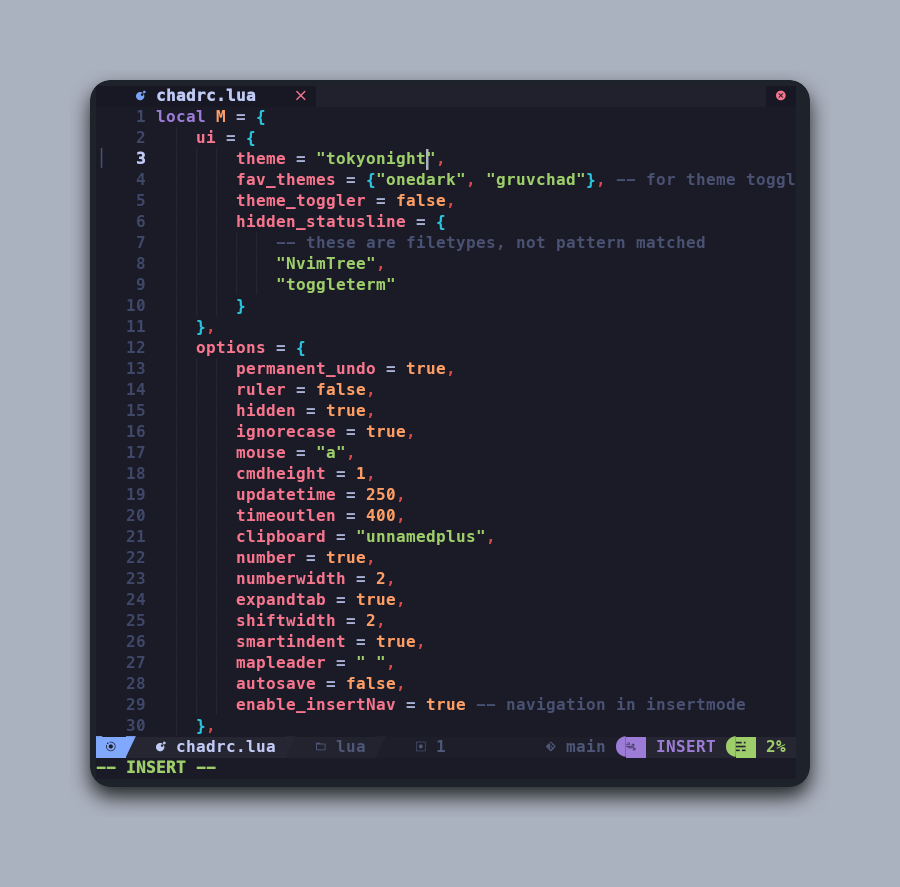 chadrc.lua
1 local M = {
2 ui = {
3 theme = "tokyonight",
4 fav_themes = {"onedark", "gruvchad"}, -- for theme toggl
5 theme_toggler = false,
6 hidden_statusline = {
7 -- these are filetypes, not pattern matched
8 "NvimTree",
9 "toggleterm"
10 }
11 },
12 options = {
13 permanent_undo = true,
14 ruler = false,
15 hidden = true,
16 ignorecase = true,
17 mouse = "a",
18 cmdheight = 1,
19 updatetime = 250,
20 timeoutlen = 400,
21 clipboard = "unnamedplus",
22 number = true,
23 numberwidth = 2,
24 expandtab = true,
25 shiftwidth = 2,
26 smartindent = true,
27 mapleader = " ",
28 autosave = false,
29 enable_insertNav = true -- navigation in insertmode
30 },
chadrc.lua lua 1 main INSERT 2%
-- INSERT --